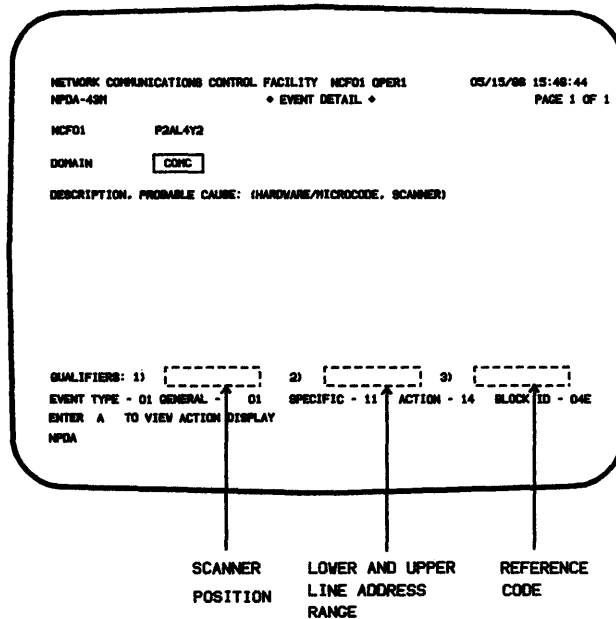 NETWORK COMMUNICATIONS CONTROL FACILITY NCF01 OPER1 05/15/86 15:46:44
NPDA-43M * EVENT DETAIL * PAGE 1 OF 1
NCF01 P2AL4Y2
DOMAIN COMC
DESCRIPTION, PROBABLE CAUSE: (HARDWARE/MICROCODE, SCANNER)
QUALIFIERS: 1) 2) 3)
EVENT TYPE - 01 GENERAL - 01 SPECIFIC - 11 ACTION - 14 BLOCK ID - 04E
ENTER A TO VIEW ACTION DISPLAY
NPDA
SCANNER POSITION
LOWER AND UPPER LINE ADDRESS RANGE
REFERENCE CODE